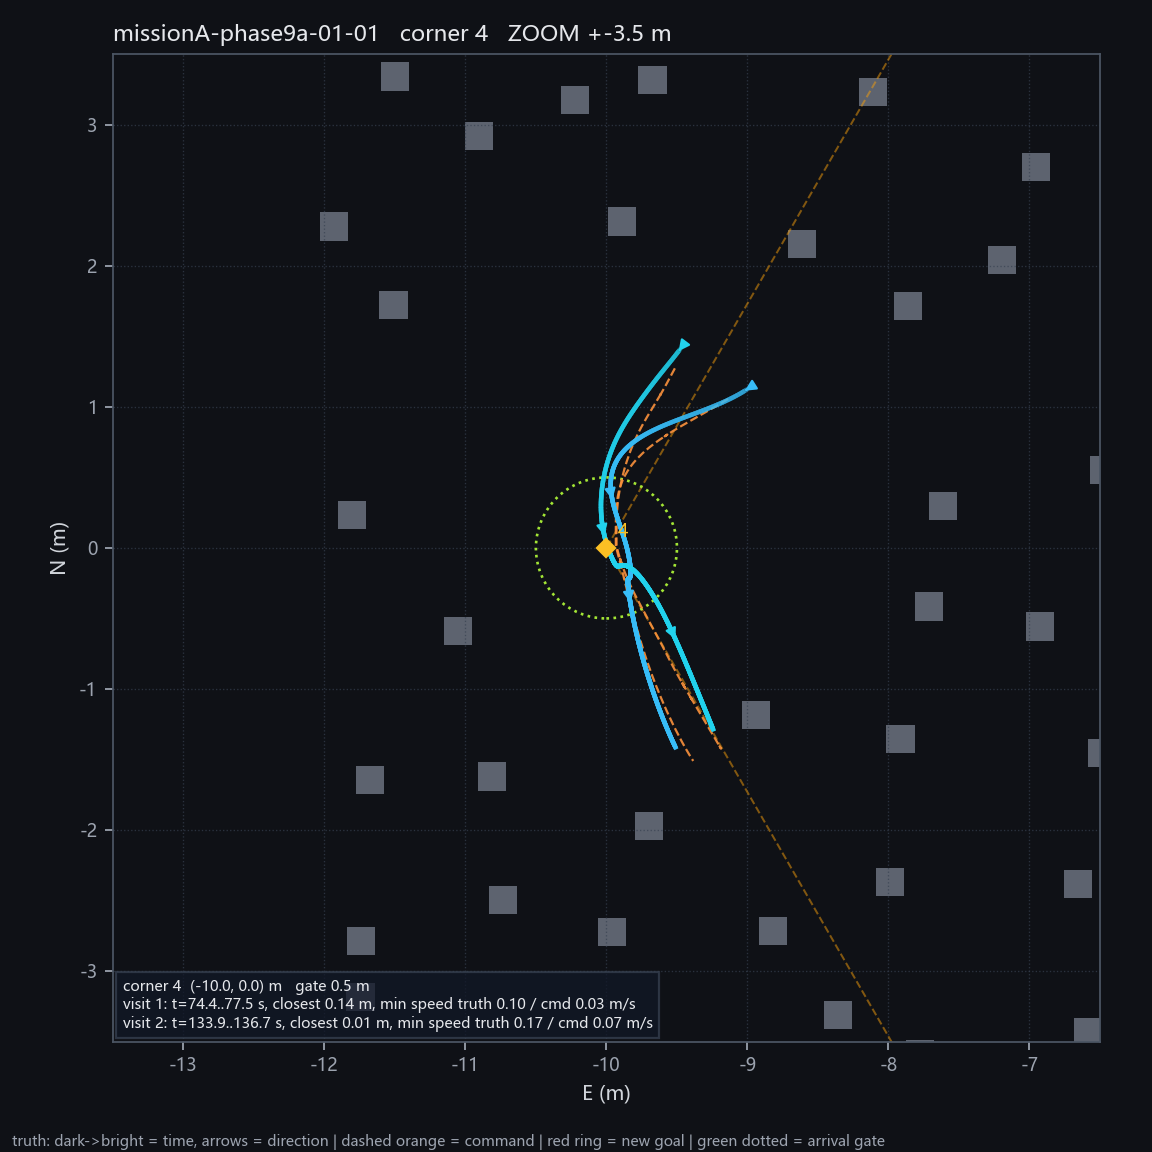 missionA-phase9a-01-01   corner 4   ZOOM +-3.5 m
3
2
1
0
-1
-2
-3
N (m)
4
corner 4  (-10.0, 0.0) m   gate 0.5 m
visit 1: t=74.4..77.5 s, closest 0.14 m, min speed truth 0.10 / cmd 0.03 m/s
visit 2: t=133.9..136.7 s, closest 0.01 m, min speed truth 0.17 / cmd 0.07 m/s
-13 -12 -11 -10 -9 -8 -7
E (m)
truth: dark->bright = time, arrows = direction | dashed orange = command | red ring = new goal | green dotted = arrival gate